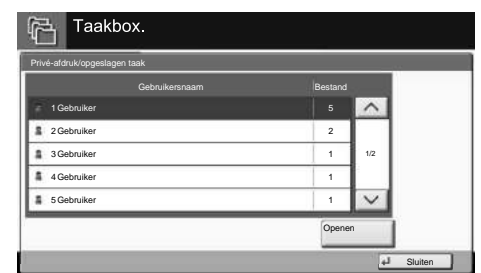 Taakbox.
Privé-afdruk/opgeslagen taak
Gebruikersnaam Bestand
1 Gebruiker 5
2 Gebruiker 2
3 Gebruiker 1
1/2
4 Gebruiker 1
5 Gebruiker 1
Openen
Sluiten